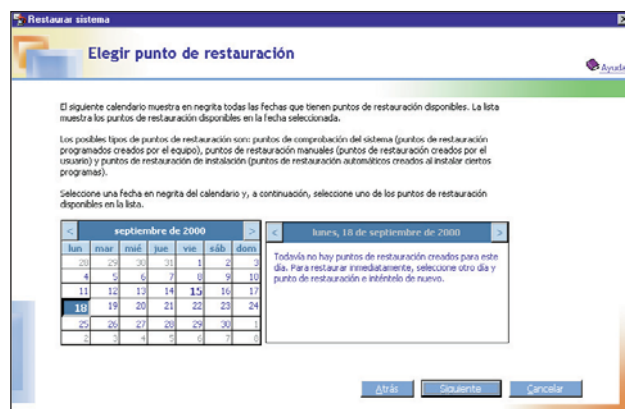 Restaurar sistema
Elegir punto de restauración
Ayuda
El siguiente calendario muestra en negrita todas las fechas que tienen puntos de restauración disponibles. La lista
muestra los puntos de restauración disponibles en la fecha seleccionada.
Los posibles tipos de puntos de restauración son: puntos de comprobación del sistema (puntos de restauración
programados creados por el equipo), puntos de restauración manuales (puntos de restauración creados por el
usuario) y puntos de restauración de instalación (puntos de restauración automáticos creados al instalar ciertos
programas).
Seleccione una fecha en negrita del calendario y, a continuación, seleccione uno de los puntos de restauración
disponibles en la lista.
< septiembre de 2000 >
lun mar mié jue vie sáb dom
28 29 30 31 1 2 3
4 5 6 7 8 9 10
11 12 13 14 15 16 17
18 19 20 21 22 23 24
25 26 27 28 29 30 1
2 3 4 5 6 7 8
< lunes, 18 de septiembre de 2000 >
Todavía no hay puntos de restauración creados para este
día. Para restaurar inmediatamente, seleccione otro día y
punto de restauración e inténtelo de nuevo.
Atrás Siguiente Cancelar